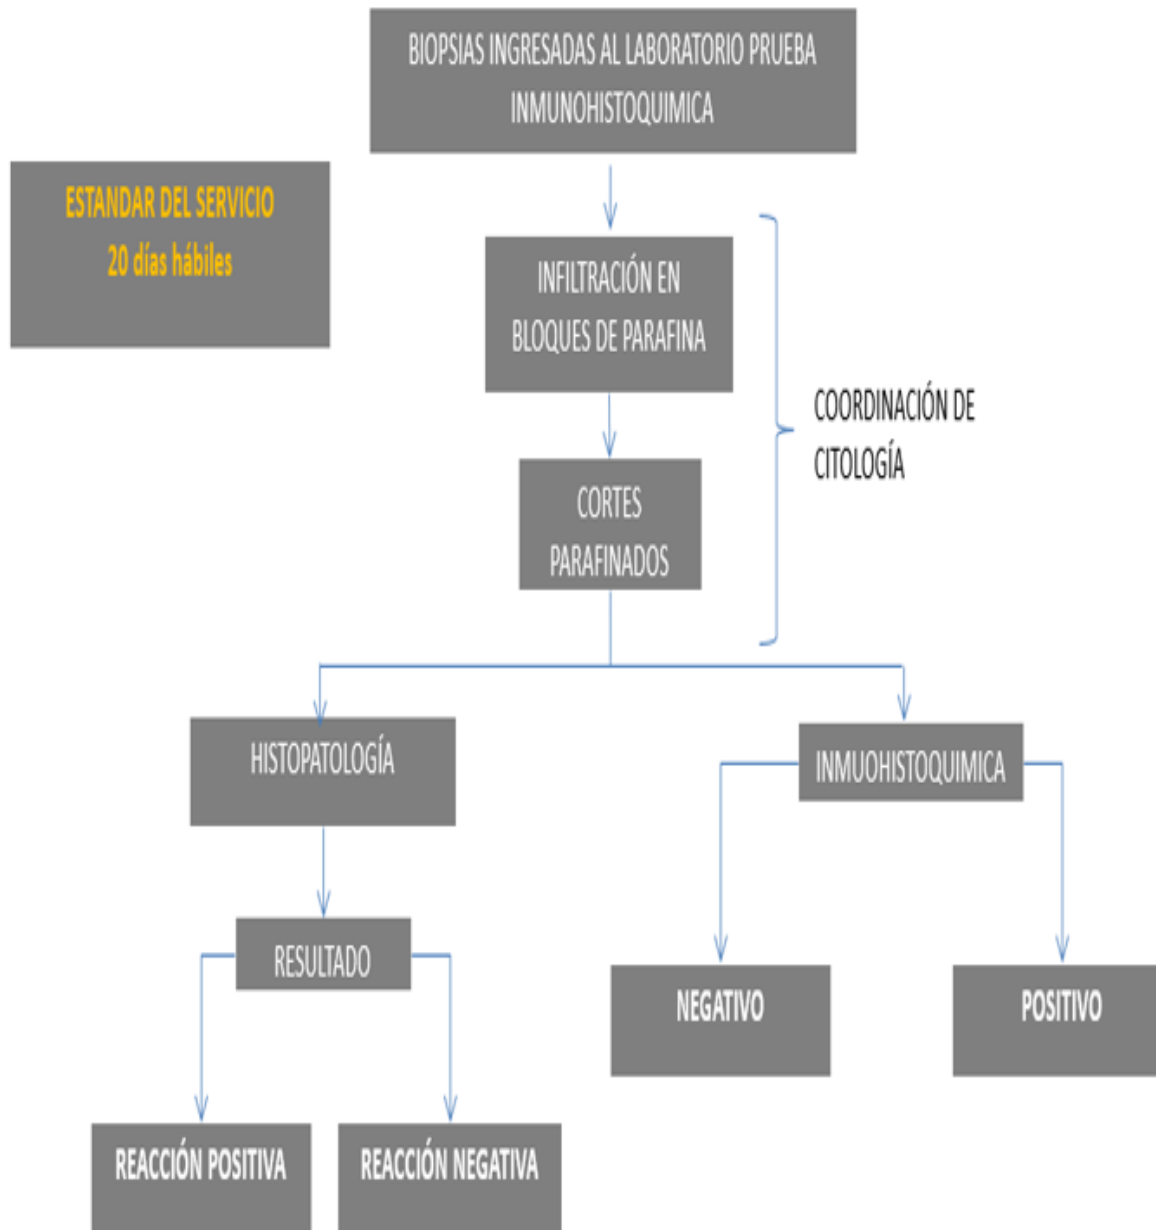 BIOPSIAS INGRESADAS AL LABORATORIO PRUEBA
INMUNOHISTOQUIMICA
ESTANDAR DEL SERVICIO
20 días hábiles
INFILTRACIÓN EN
BLOQUES DE PARAFINA
COORDINACIÓN DE
CITOLOGÍA
CORTES
PARAFINADOS
HISTOPATOLOGÍA
INMUOHISTOQUIMICA
RESULTADO
NEGATIVO
POSITIVO
REACCIÓN POSITIVA
REACCIÓN NEGATIVA